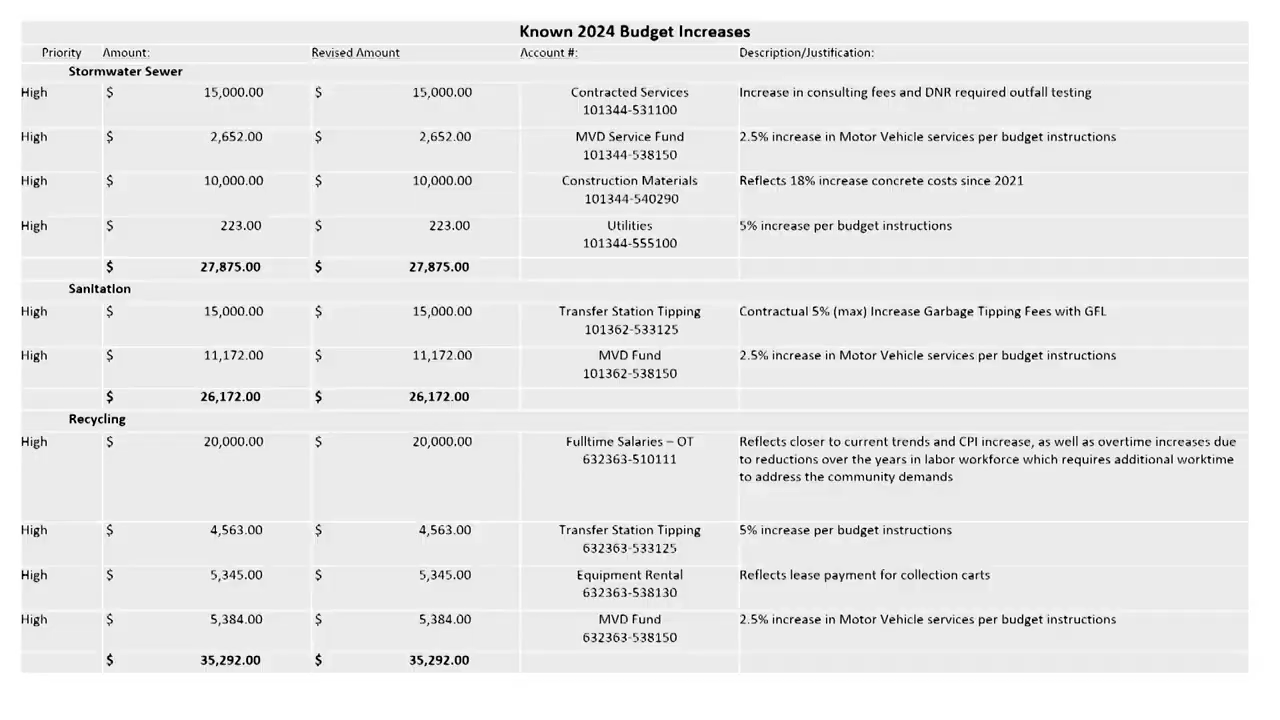 Known 2024 Budget Increases
Priority Amount: Revised Amount Account #: Description/Justification:
Stormwater Sewer
High $ 15,000.00 $ 15,000.00 Contracted Services Increase in consulting fees and DNR required outfall testing
101344-531100
High $ 2,652.00 $ 2,652.00 MVD Service Fund 2.5% increase in Motor Vehicle services per budget instructions
101344-538150
High $ 10,000.00 $ 10,000.00 Construction Materials Reflects 18% increase concrete costs since 2021
101344-540290
High $ 223.00 $ 223.00 Utilities 5% increase per budget instructions
101344-555100
$ 27,875.00 $ 27,875.00
Sanitation
High $ 15,000.00 $ 15,000.00 Transfer Station Tipping Contractual 5% (max) Increase Garbage Tipping Fees with GFL
101362-533125
High $ 11,172.00 $ 11,172.00 MVD Fund 2.5% increase in Motor Vehicle services per budget instructions
101362-538150
$ 26,172.00 $ 26,172.00
Recycling
High $ 20,000.00 $ 20,000.00 Fulltime Salaries – OT Reflects closer to current trends and CPI increase, as well as overtime increases due
632363-510111 to reductions over the years in labor workforce which requires additional worktime
to address the community demands
High $ 4,563.00 $ 4,563.00 Transfer Station Tipping 5% increase per budget instructions
632363-533125
High $ 5,345.00 $ 5,345.00 Equipment Rental Reflects lease payment for collection carts
632363-538130
High $ 5,384.00 $ 5,384.00 MVD Fund 2.5% increase in Motor Vehicle services per budget instructions
632363-538150
$ 35,292.00 $ 35,292.00